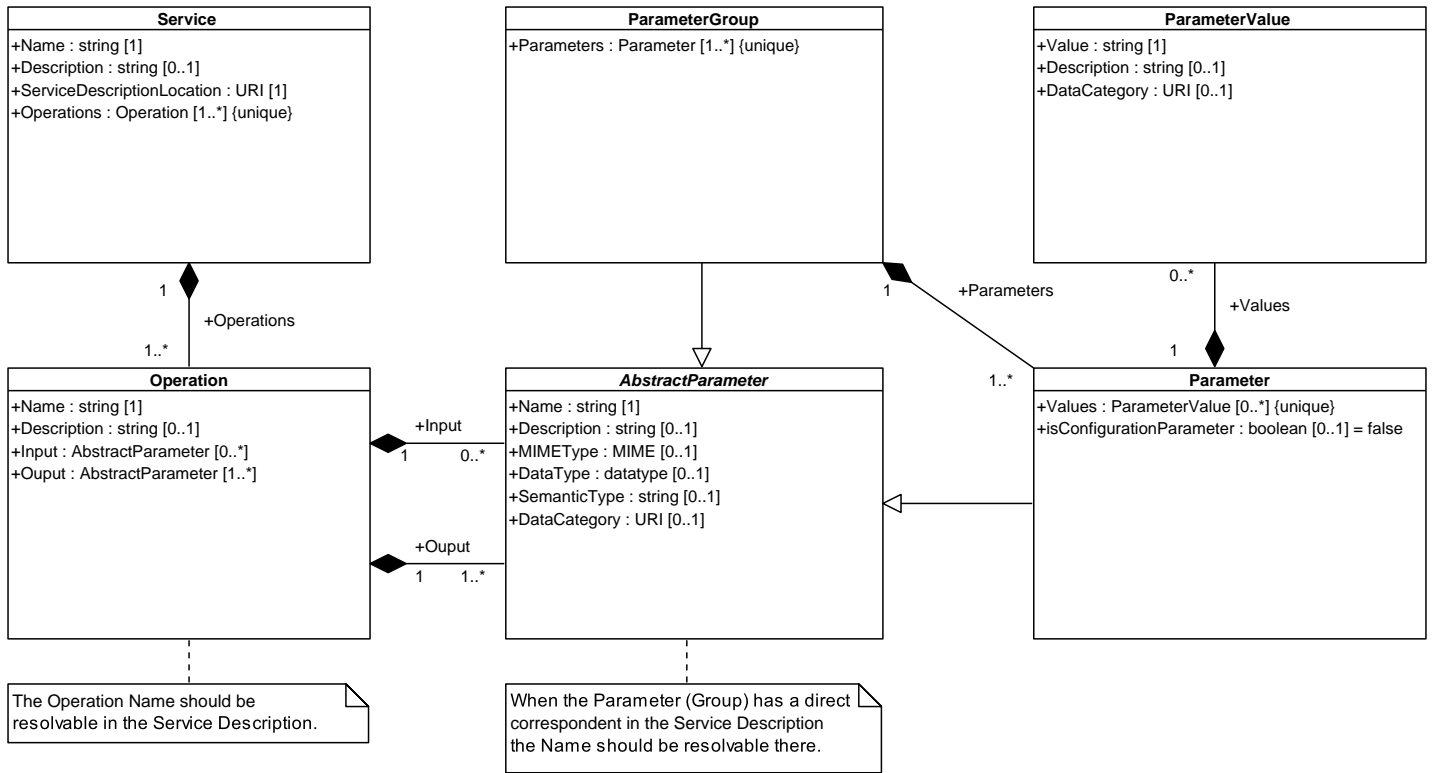 Service
+Name : string [1]
+Description : string [0..1]
+ServiceDescriptionLocation : URI [1]
+Operations : Operation [1..*] {unique}
ParameterGroup
+Parameters : Parameter [1..*] {unique}
ParameterValue
+Value : string [1]
+Description : string [0..1]
+DataCategory : URI [0..1]
1
+Operations
1..*
1
+Parameters
1..*
0..*
+Values
1
Operation
+Name : string [1]
+Description : string [0..1]
+Input : AbstractParameter [0..*]
+Ouput : AbstractParameter [1..*]
+Input
1
0..*
+Ouput
1
1..*
AbstractParameter
+Name : string [1]
+Description : string [0..1]
+MIMEType : MIME [0..1]
+DataType : datatype [0..1]
+SemanticType : string [0..1]
+DataCategory : URI [0..1]
Parameter
+Values : ParameterValue [0..*] {unique}
+isConfigurationParameter : boolean [0..1] = false
The Operation Name should be
resolvable in the Service Description.
When the Parameter (Group) has a direct
correspondent in the Service Description
the Name should be resolvable there.